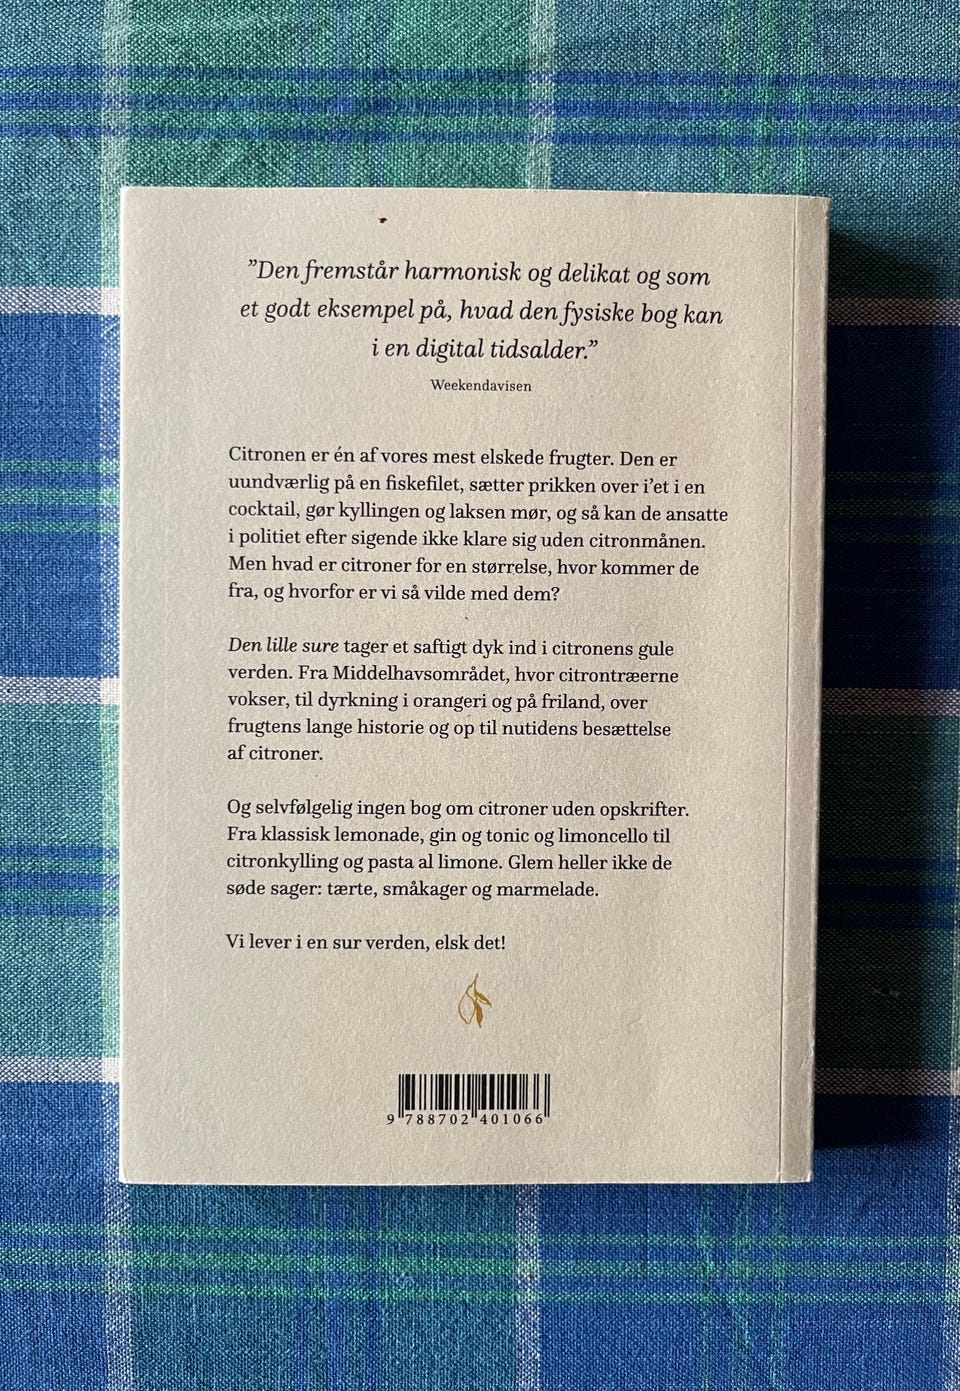 ”Den fremstår harmonisk og delikat og som
et godt eksempel på, hvad den fysiske bog kan
i en digital tidsalder.”
Weekendavisen
Citronen er én af vores mest elskede frugter. Den er
uundværlig på en fiskefilet, sætter prikken over i’et i en
cocktail, gør kyllingen og laksen mør, og så kan de ansatte
i politiet efter sigende ikke klare sig uden citronmånen.
Men hvad er citroner for en størrelse, hvor kommer de
fra, og hvorfor er vi så vilde med dem?
Den lille sure tager et saftigt dyk ind i citronens gule
verden. Fra Middelhavsområdet, hvor citrontræerne
vokser, til dyrkning i orangeri og på friland, over
frugtens lange historie og op til nutidens besættelse
af citroner.
Og selvfølgelig ingen bog om citroner uden opskrifter.
Fra klassisk lemonade, gin og tonic og limoncello til
citronkylling og pasta al limone. Glem heller ikke de
søde sager: tærte, småkager og marmelade.
Vi lever i en sur verden, elsk det!
9 788702 401066